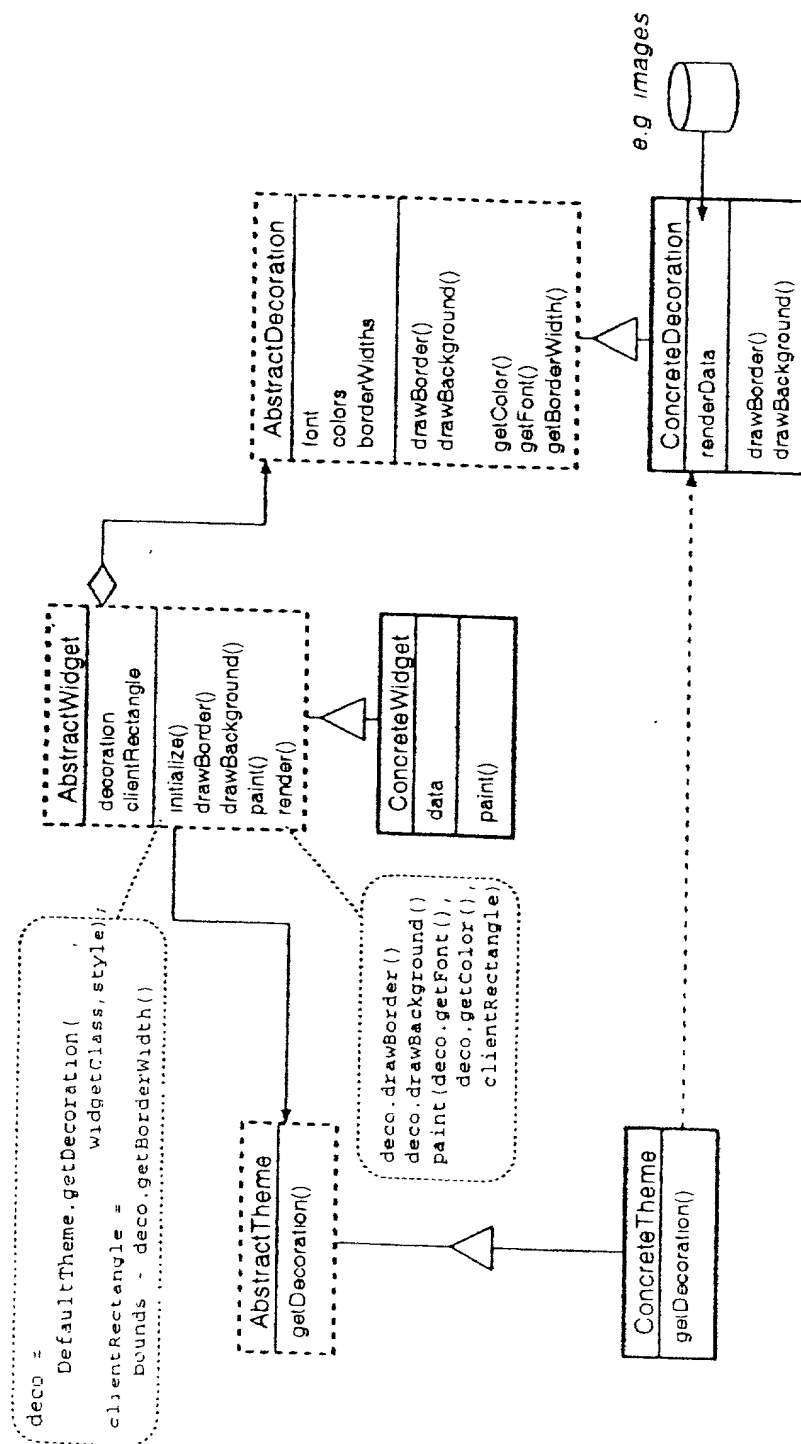 deco =
DefaultTheme.getDecoration(
widgetClass,style);
clientRectangle =
bounds - deco.getBorderWidth()
AbstractWidget
decoration
clientRectangle
initialize()
drawBorder()
drawBackground()
paint()
render()
AbstractDecoration
font
colors
borderWidths
drawBorder()
drawBackground()
getColor()
getFont()
getBorderWidth()
AbstractTheme
getDecoration()
deco.drawBorder()
deco.drawBackground()
paint(deco.getFont(),
deco.getColor(),
clientRectangle)
ConcreteWidget
data
paint()
ConcreteTheme
getDecoration()
ConcreteDecoration
renderData
drawBorder()
drawBackground()
e.g images